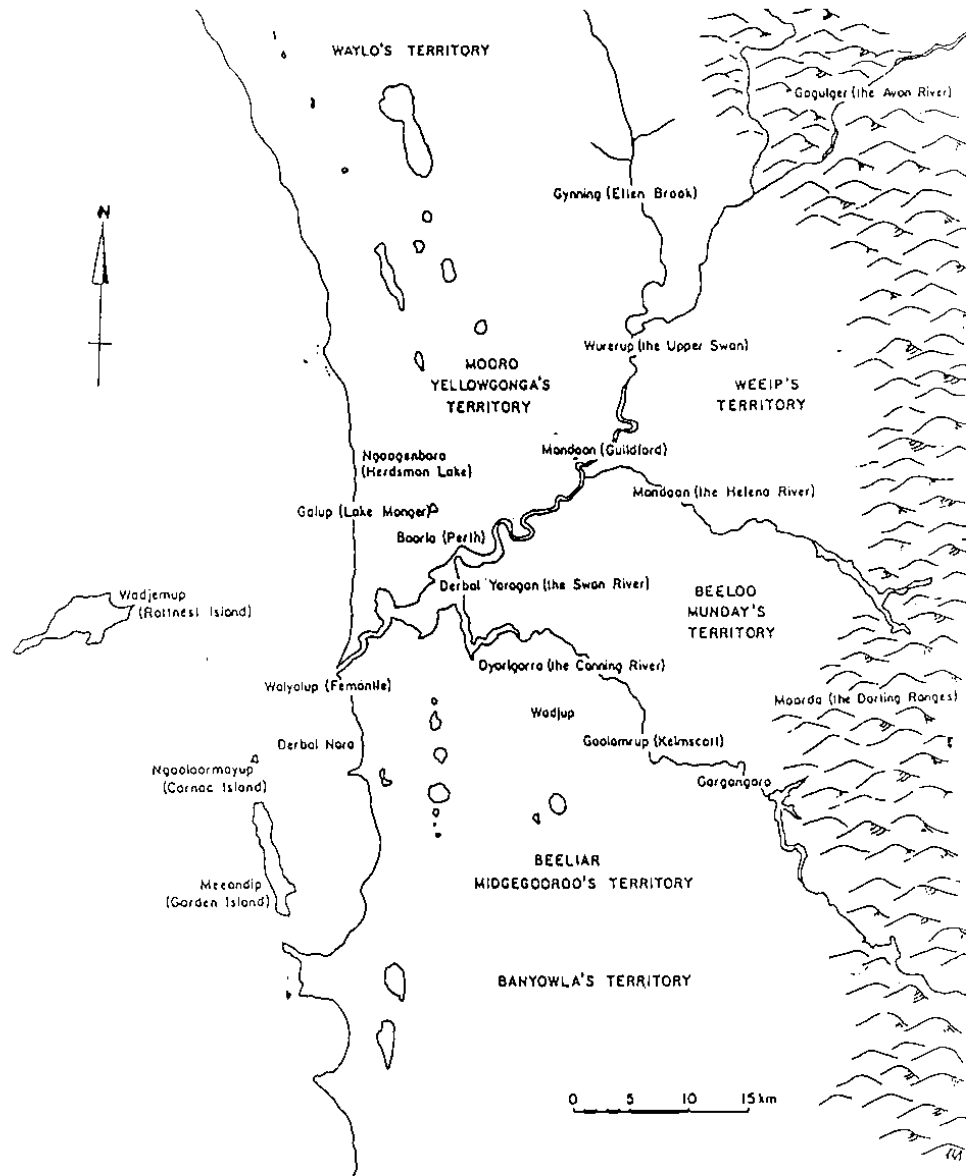 WAYLO'S TERRITORY
Gogulger (the Avon River)
N
Gynning (Ellen Brook)
Wurerup (the Upper Swan)
MOORO
YELLOWGONGA'S
TERRITORY
WEEIP'S
TERRITORY
Mandoon (Guildford)
Ngoogenboro
(Herdsman Lake)
Mandoon (the Helena River)
Galup (Lake Monger)
Boorlo (Perth)
Derbal Yaragan (the Swan River)
BEELOO
MUNDAY'S
TERRITORY
Wadjemup
(Rottnest Island)
Dyarlgarra (the Canning River)
Walyalup (Femantle)
Moorda (the Darling Ranges)
Wadjup
Derbal Nara
Goolamrup (Kelmscott)
Ngooloormayup
(Carnac Island)
Gargangara
BEELIAR
MIDGEGOOROO'S TERRITORY
Meeandip
(Garden Island)
BANYOWLA'S TERRITORY
0 5 10 15 km